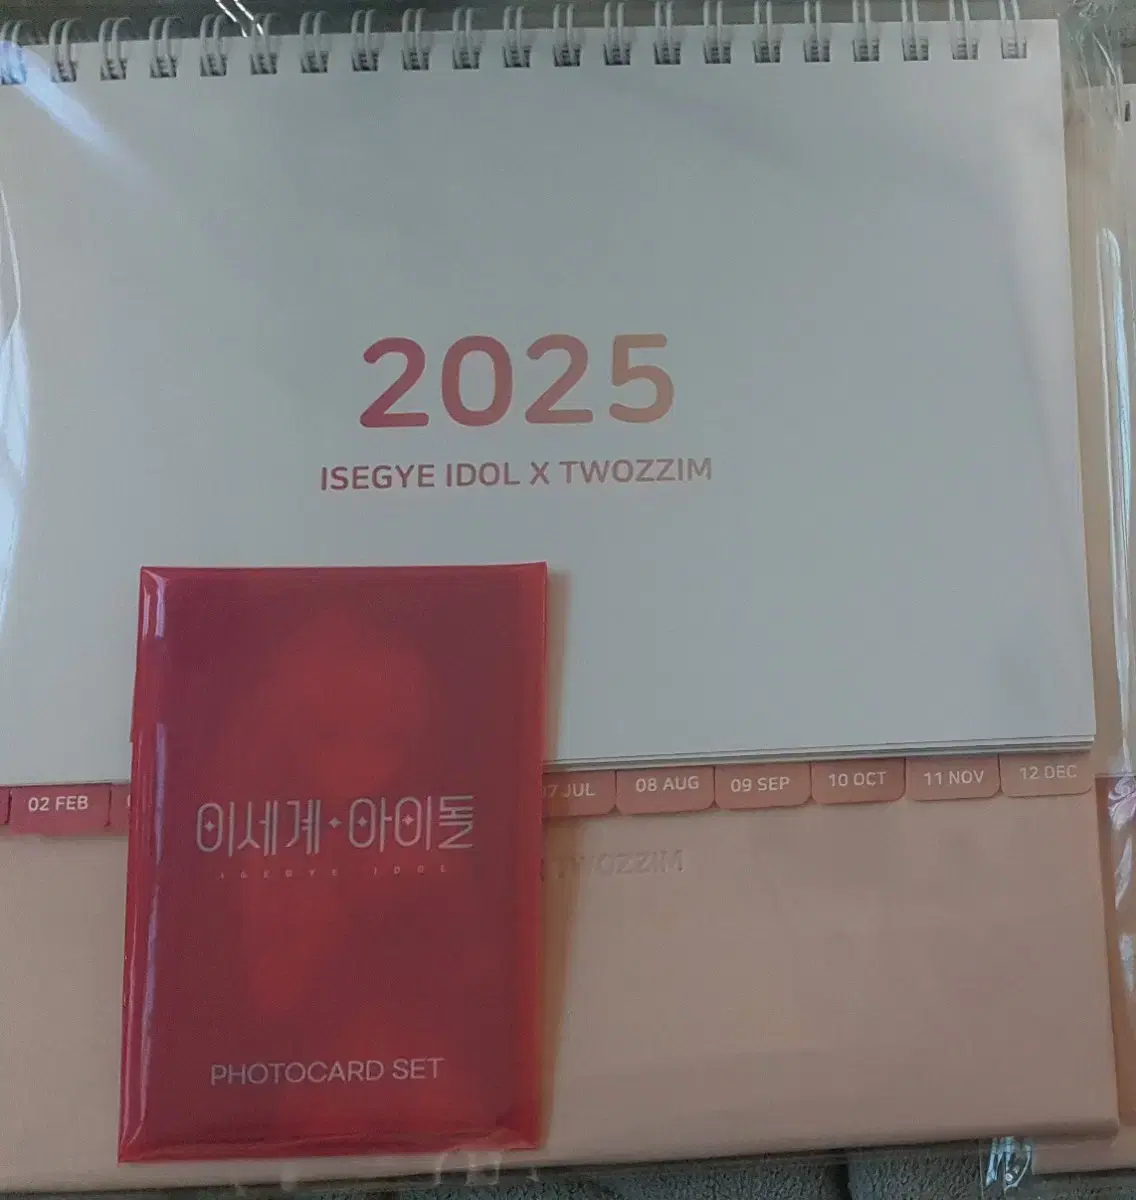 2025
ISEGYE IDOL X TWOZZIM
02 FEB
7 JUL
08 AUG
09 SEP
10 OCT
11 NOV
12 DEC
이세계 아이돌
ISEGYE IDOL
TWOZZIM
PHOTOCARD SET